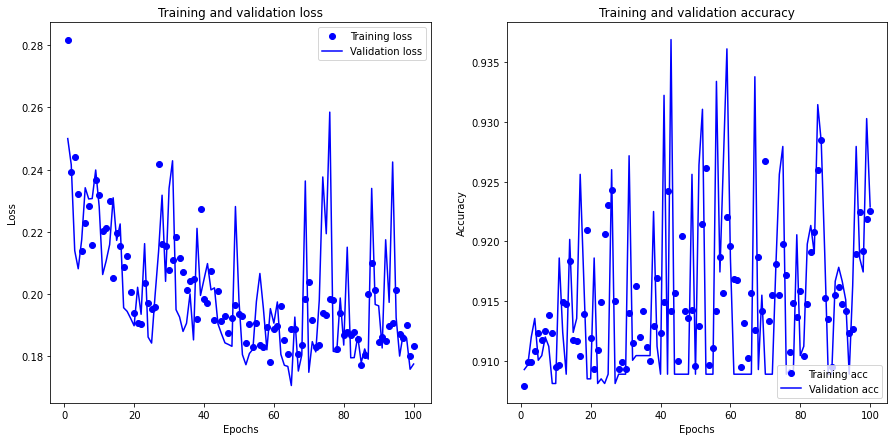 Training and validation loss
Training loss
Validation loss
0.28
0.26
0.24
0.22
0.20
0.18
Loss
0
20
40
60
80
100
Epochs
Training and validation accuracy
0.935
0.930
0.925
0.920
0.915
0.910
Accuracy
Training acc
Validation acc
0
20
40
60
80
100
Epochs